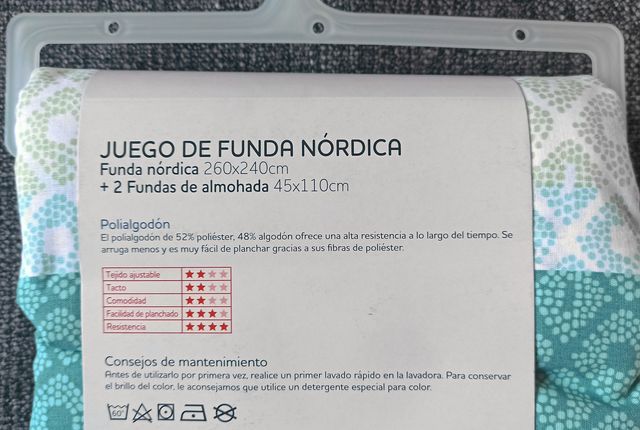 JUEGO DE FUNDA NÓRDICA
Funda nórdica 260x240cm
+ 2 Fundas de almohada 45x110cm
Polialgodón
El polialgodón de 52% poliéster, 48% algodón ofrece una alta resistencia a lo largo del tiempo. Se
arruga menos y es muy fácil de planchar gracias a sus fibras de poliéster.
Tejido ajustable
Tacto
Comodidad
Facilidad de planchado
Resistencia
Consejos de mantenimiento
Antes de utilizarlo por primera vez, realice un primer lavado rápido en la lavadora. Para conservar
el brillo del color, le aconsejamos que utilice un detergente especial para color.
60°